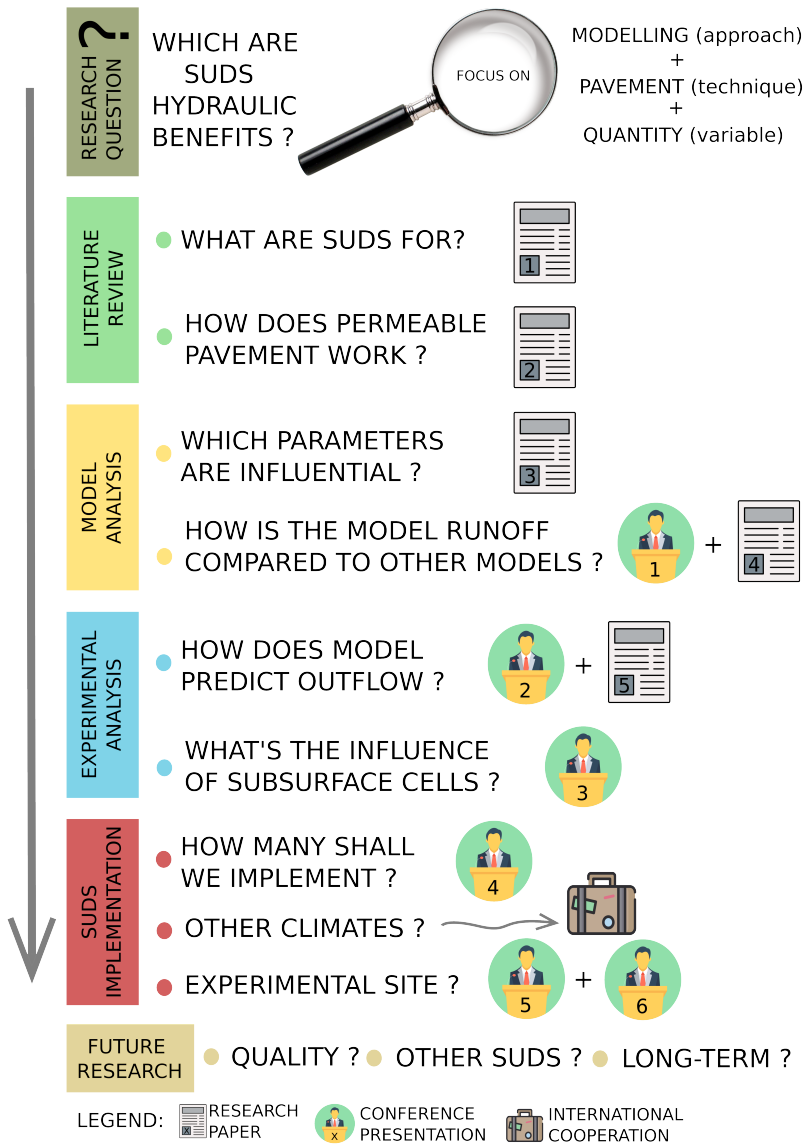 RESEARCH
QUESTION
?
WHICH ARE
SUDS
HYDRAULIC
BENEFITS ?
FOCUS ON
MODELLING (approach)
+
PAVEMENT (technique)
+
QUANTITY (variable)
LITERATURE
REVIEW
WHAT ARE SUDS FOR?
1
HOW DOES PERMEABLE
PAVEMENT WORK ?
2
MODEL
ANALYSIS
WHICH PARAMETERS
ARE INFLUENTIAL ?
3
HOW IS THE MODEL RUNOFF
COMPARED TO OTHER MODELS ?
1 + 4
EXPERIMENTAL
ANALYSIS
HOW DOES MODEL
PREDICT OUTFLOW ?
2 + 5
WHAT'S THE INFLUENCE
OF SUBSURFACE CELLS ?
3
SUDS
IMPLEMENTATION
HOW MANY SHALL
WE IMPLEMENT ?
4
OTHER CLIMATES ?
EXPERIMENTAL SITE ?
5 + 6
FUTURE
RESEARCH
QUALITY ? OTHER SUDS ? LONG-TERM ?
LEGEND:
X
RESEARCH
PAPER
X
CONFERENCE
PRESENTATION
INTERNATIONAL
COOPERATION